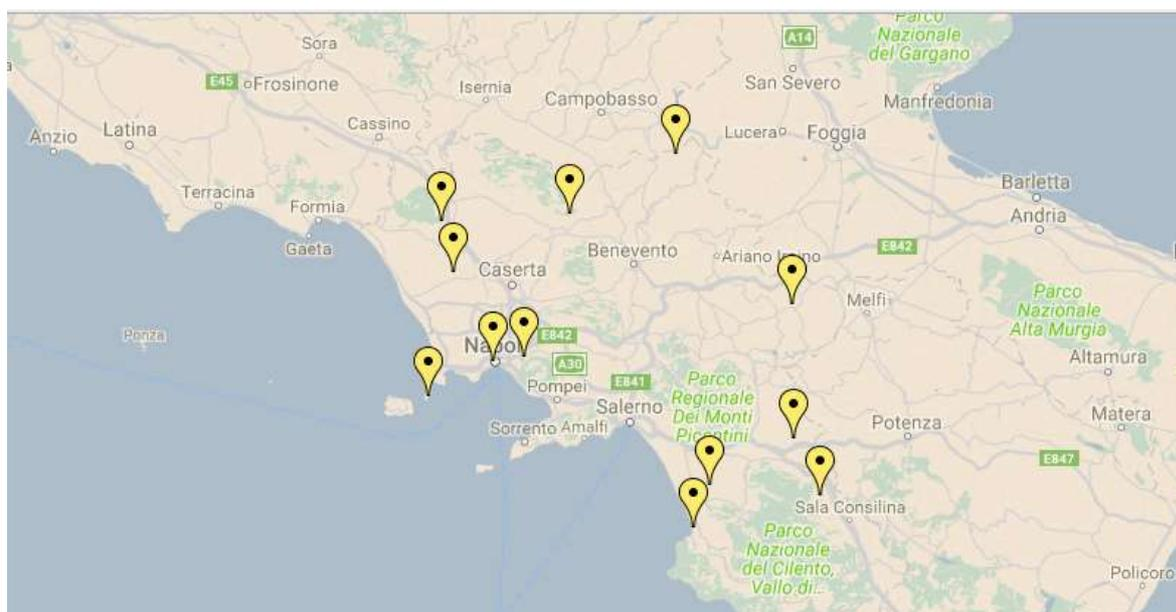 Parco
Nazionale
del Gargano
A14
Sora
E45
Frosinone
Isernia
Campobasso
San Severo
Manfredonia
Anzio
Latina
Cassino
Lucera
Foggia
Terracina
Formia
Gaeta
Barletta
Andria
Benevento
Ariano Irpino
E842
Caserta
Melfi
Parco
Nazionale
Alta Murgia
Ponza
Napoli
E842
A30
Altamura
Pompei
E841
Parco
Regionale
Dei Monti
Picentini
Salerno
Sorrento
Amalfi
Potenza
Matera
E847
Sala Consilina
Parco
Nazionale
del Cilento,
Vallo di...
Policoro